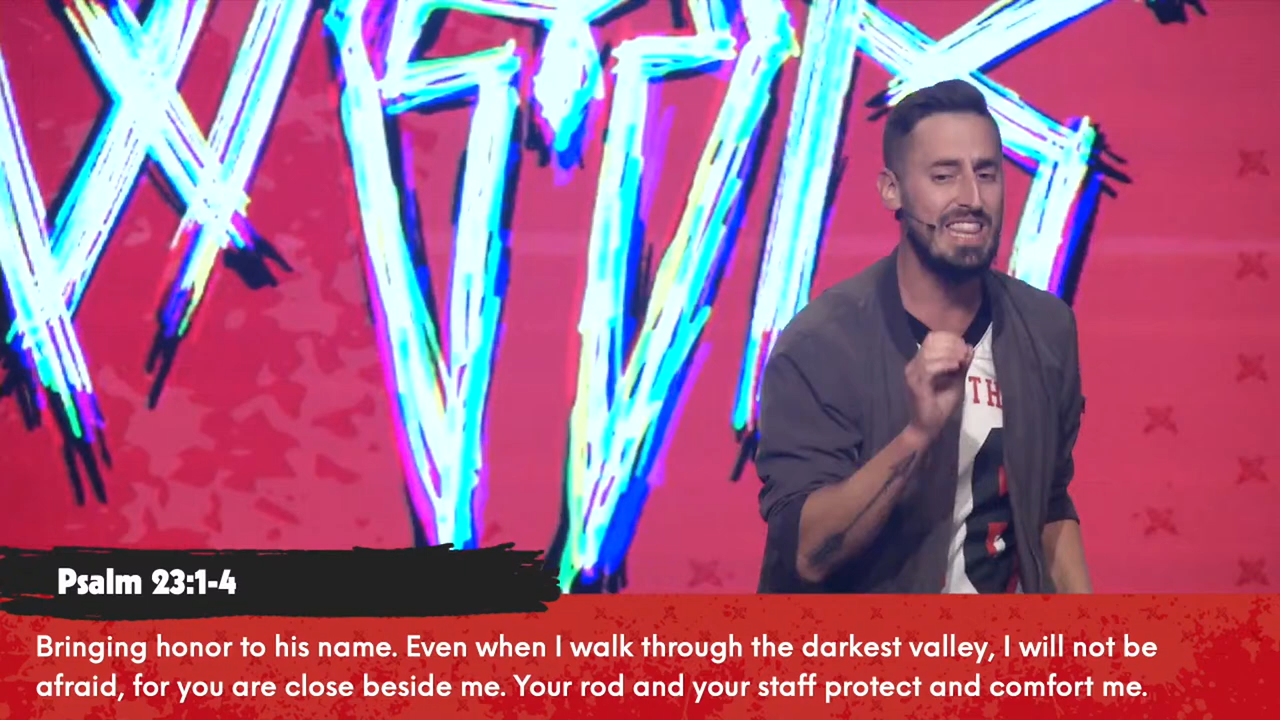 TH
Psalm 23:1-4
Bringing honor to his name. Even when I walk through the darkest valley, I will not be
afraid, for you are close beside me. Your rod and your staff protect and comfort me.